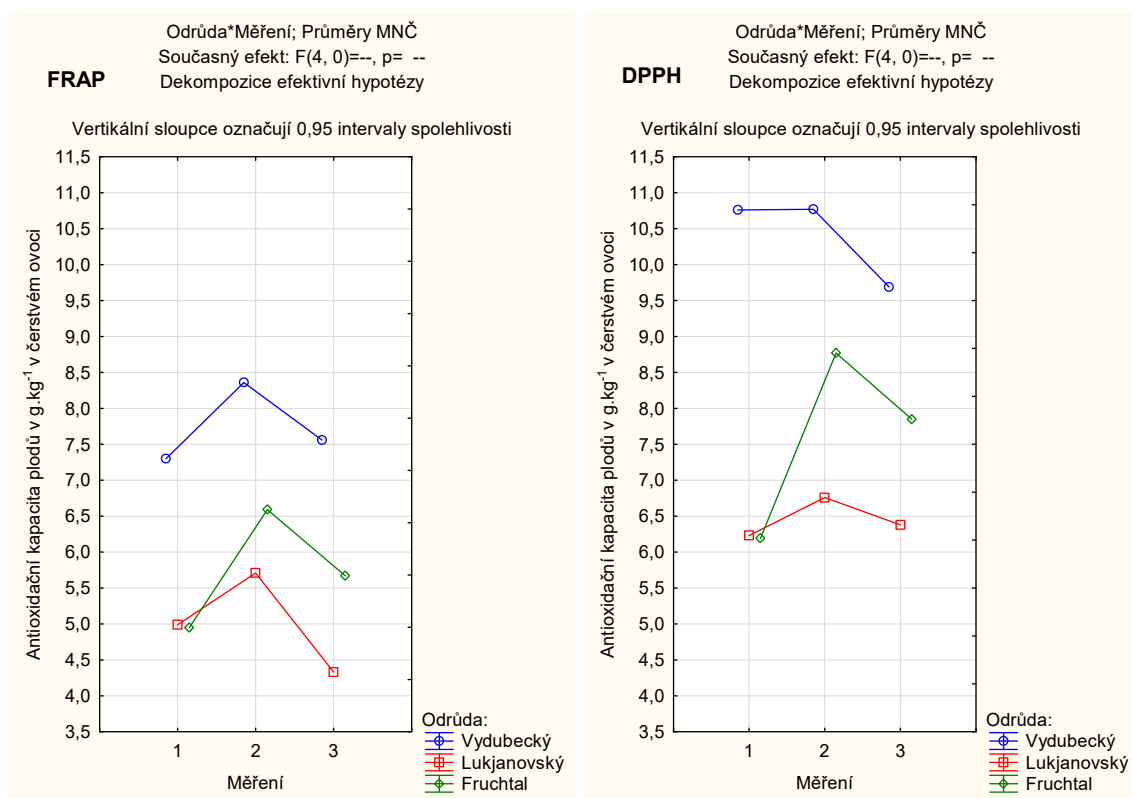 Odrůda*Měření; Průměry MNČ
Současný efekt: F(4, 0)=--, p= --
FRAP
Dekompozice efektivní hypotézy
Vertikální sloupce označují 0,95 intervaly spolehlivosti
Antioxidační kapacita plodů v g.kg-1 v čerstvém ovoci
11,5
11,0
10,5
10,0
9,5
9,0
8,5
8,0
7,5
7,0
6,5
6,0
5,5
5,0
4,5
4,0
3,5
1 2 3
Měření
Odrůda:
Vydubecký
Lukjanovský
Fruchtal
Odrůda*Měření; Průměry MNČ
Současný efekt: F(4, 0)=--, p= --
DPPH
Dekompozice efektivní hypotézy
Vertikální sloupce označují 0,95 intervaly spolehlivosti
Antioxidační kapacita plodů v g.kg-1 v čerstvém ovoci
11,5
11,0
10,5
10,0
9,5
9,0
8,5
8,0
7,5
7,0
6,5
6,0
5,5
5,0
4,5
4,0
3,5
1 2 3
Měření
Odrůda:
Vydubecký
Lukjanovský
Fruchtal